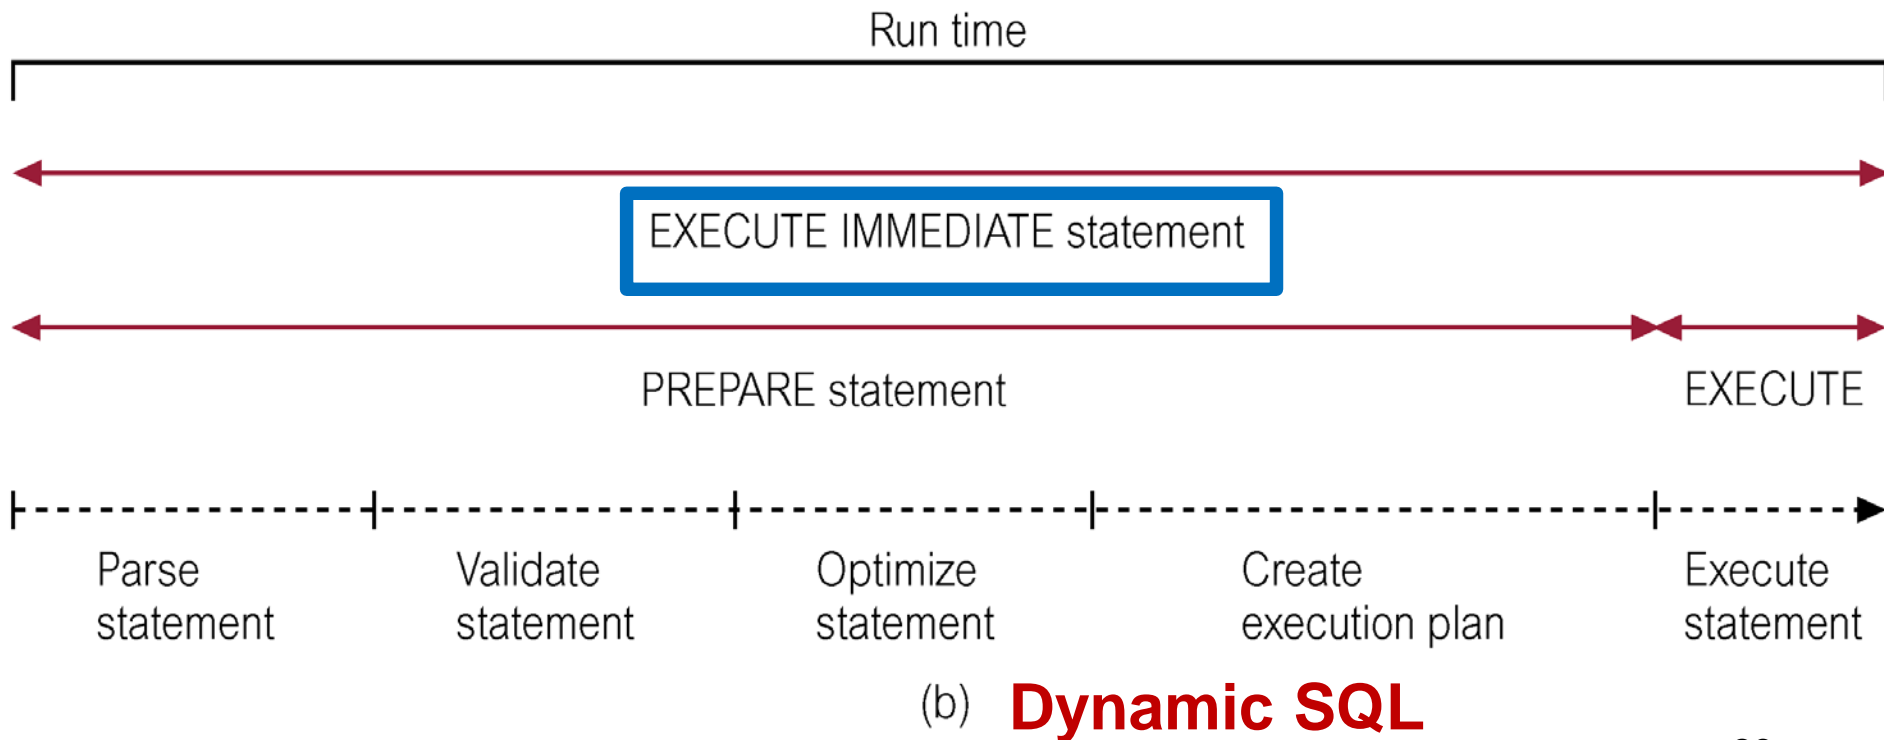 Run time
EXECUTE IMMEDIATE statement
PREPARE statement EXECUTE
Parse Validate Optimize Create Execute
statement statement statement execution plan statement
(b) Dynamic SQL